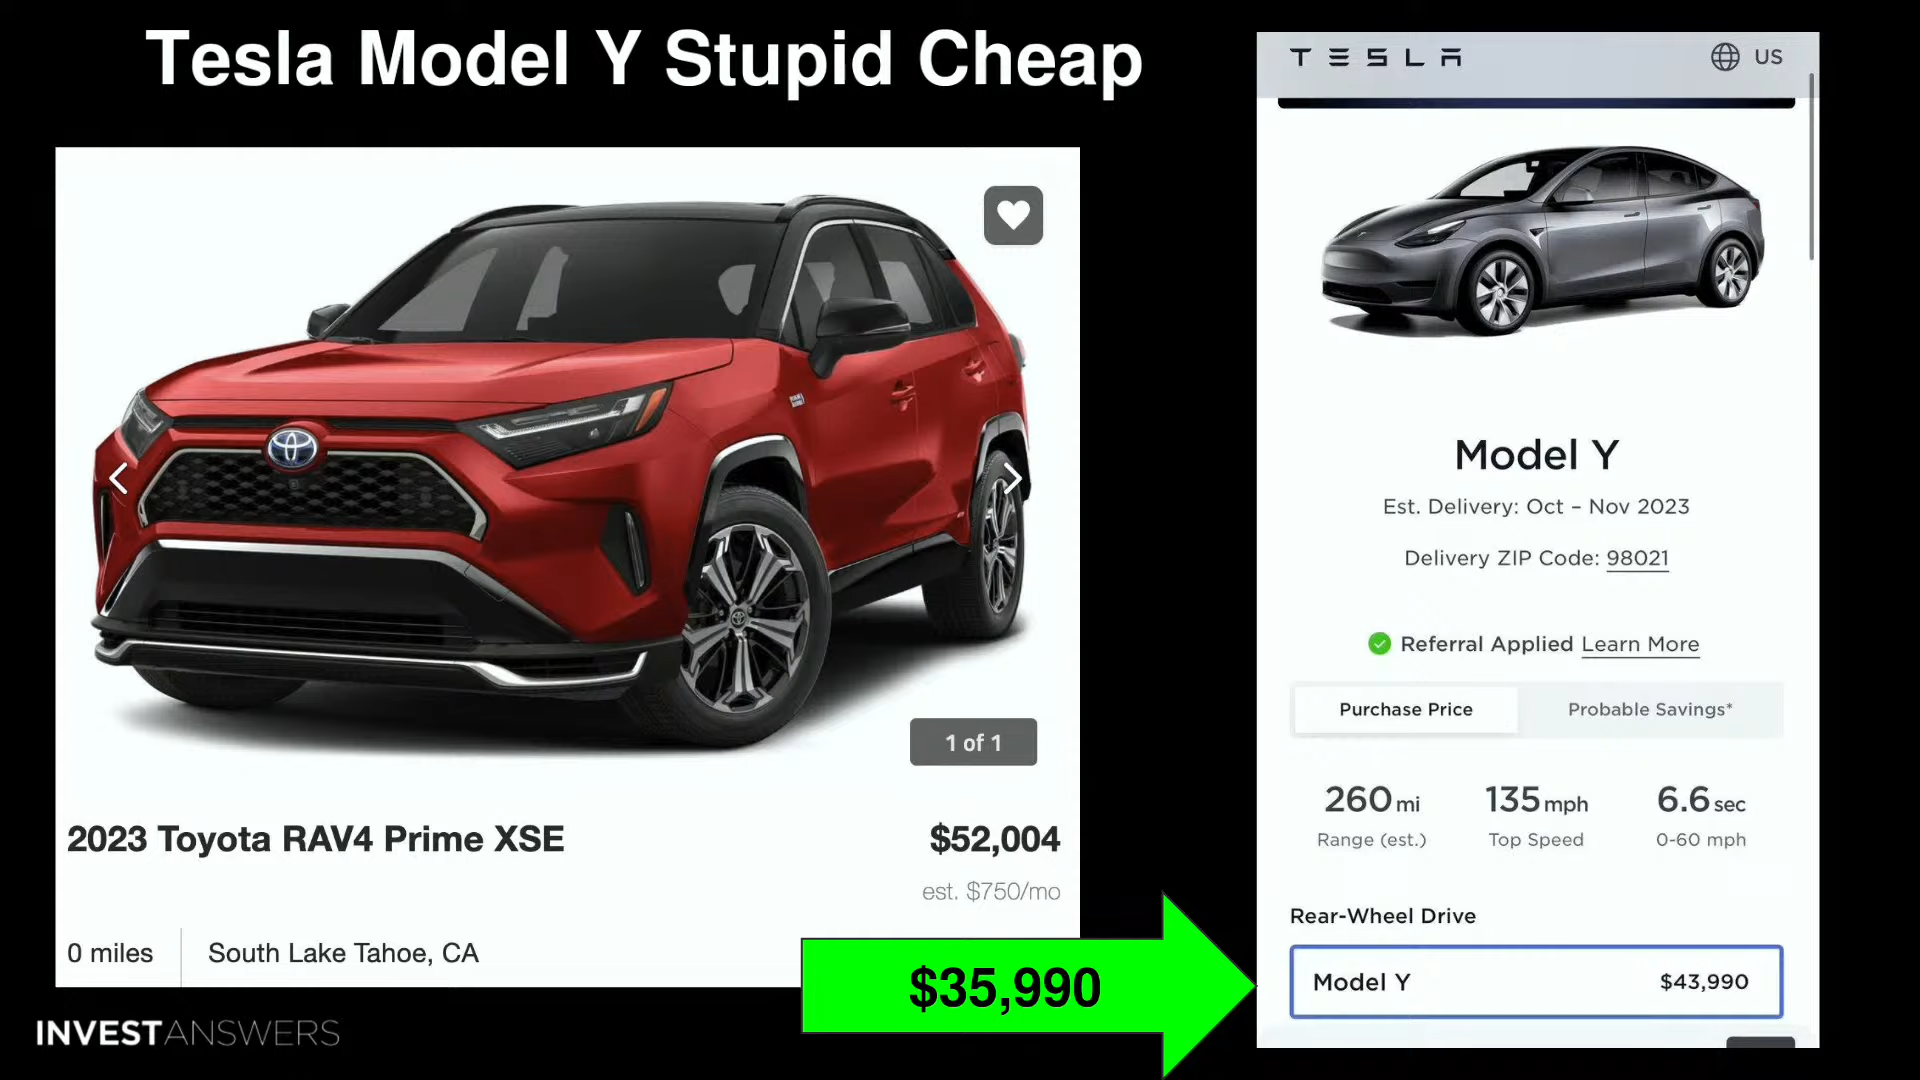 Tesla Model Y Stupid Cheap
1 of 1
2023 Toyota RAV4 Prime XSE
$52,004
est. $750/mo
0 miles
South Lake Tahoe, CA
$35,990
INVESTANSWERS
TESLA
US
Model Y
Est. Delivery: Oct – Nov 2023
Delivery ZIP Code: 98021
Referral Applied Learn More
Purchase Price
Probable Savings*
260 mi
135 mph
6.6 sec
Range (est.)
Top Speed
0-60 mph
Rear-Wheel Drive
Model Y
$43,990